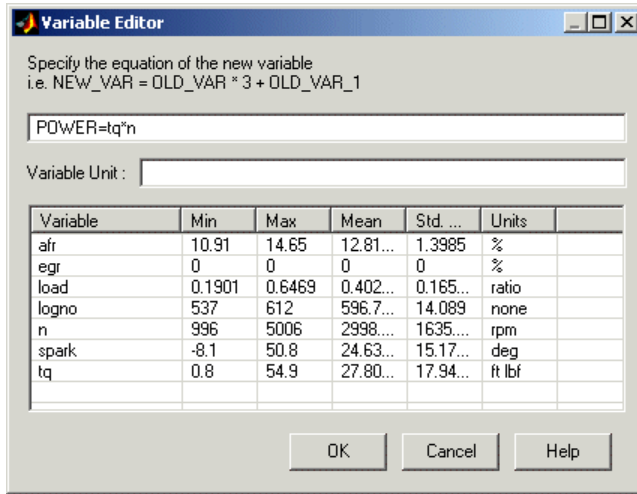 Variable Editor
Specify the equation of the new variable
i.e. NEW_VAR = OLD_VAR * 3 + OLD_VAR_1
POWER=tq*n
Variable Unit :
Variable Min Max Mean Std. ... Units
afr 10.91 14.65 12.81... 1.3985 %
egr 0 0 0 0 %
load 0.1901 0.6469 0.402... 0.165... ratio
logno 537 612 596.7... 14.089 none
n 996 5006 2998.... 1635.... rpm
spark -8.1 50.8 24.63... 15.17... deg
tq 0.8 54.9 27.80... 17.94... ft lbf
OK Cancel Help